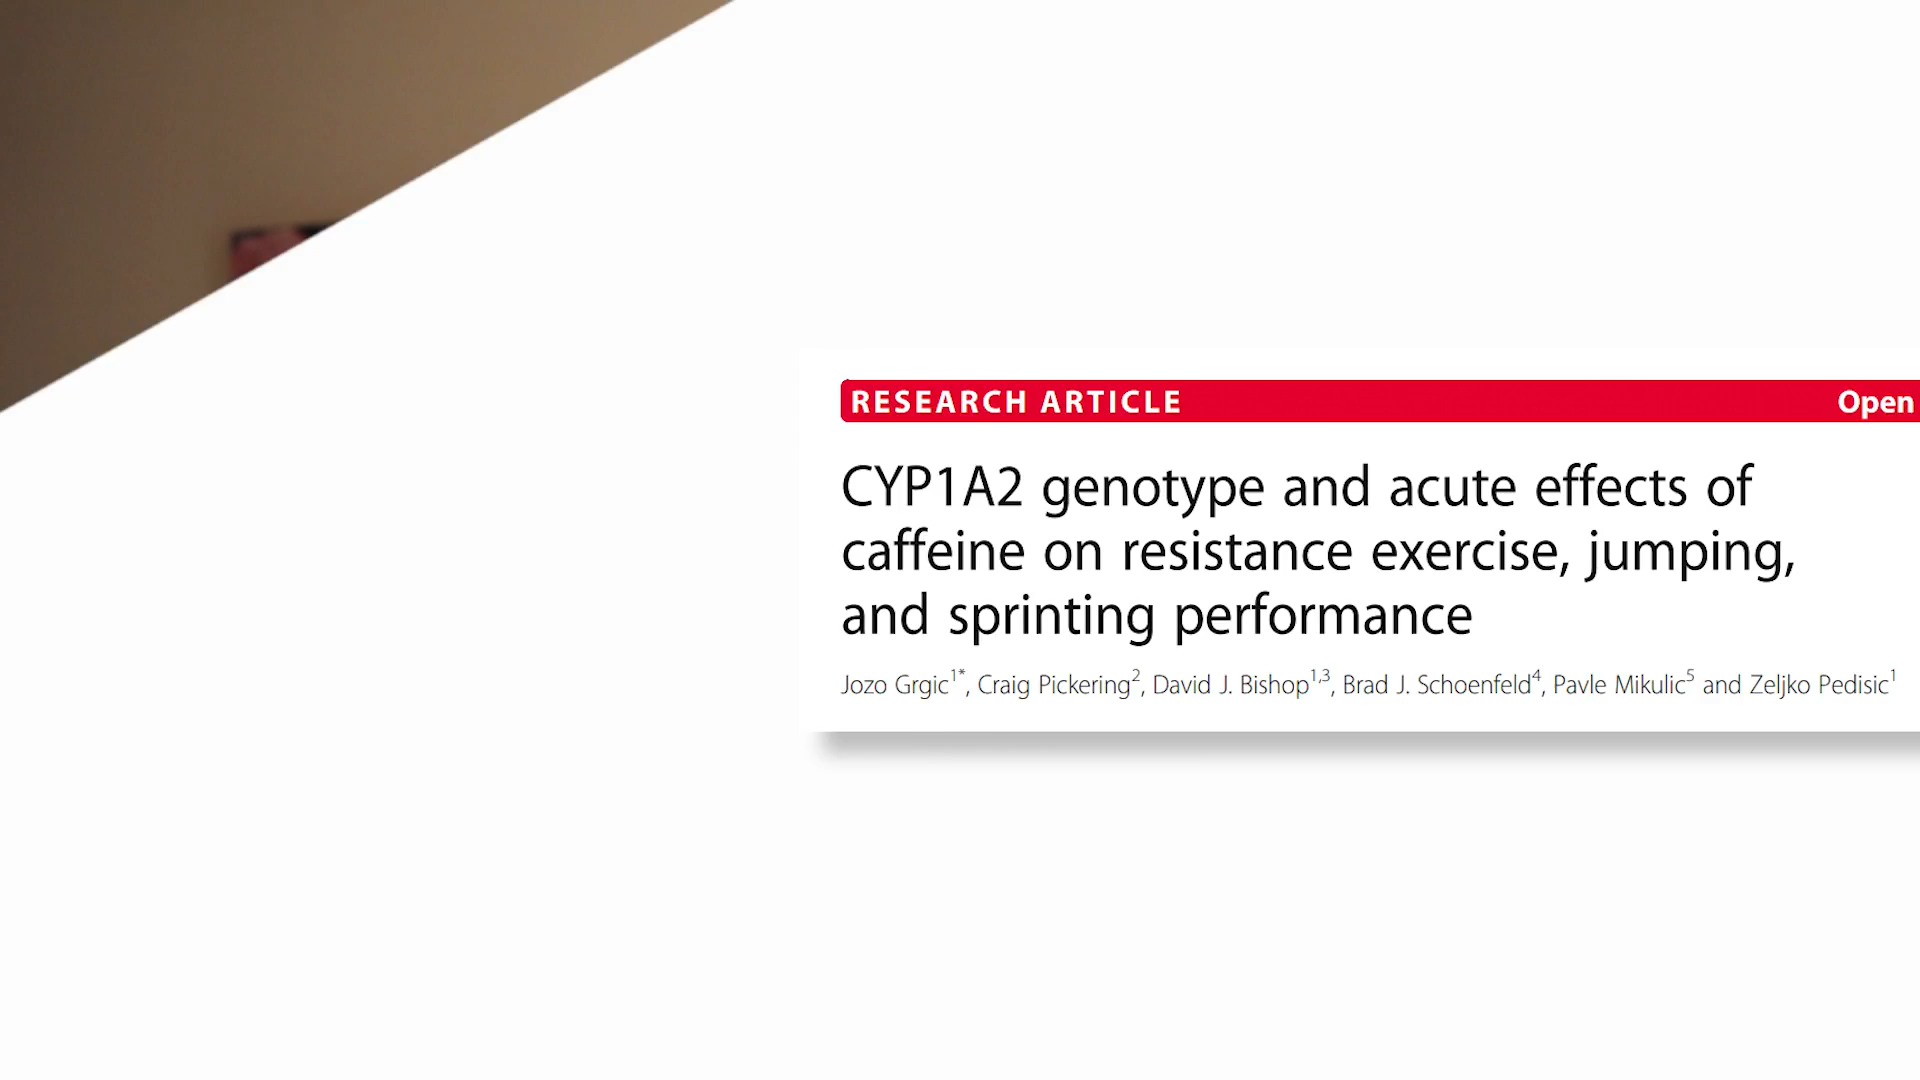 RESEARCH ARTICLE Open
CYP1A2 genotype and acute effects of
caffeine on resistance exercise, jumping,
and sprinting performance
Jozo Grgic1*, Craig Pickering2, David J. Bishop1,3, Brad J. Schoenfeld4, Pavle Mikulic5 and Zeljko Pedisic1